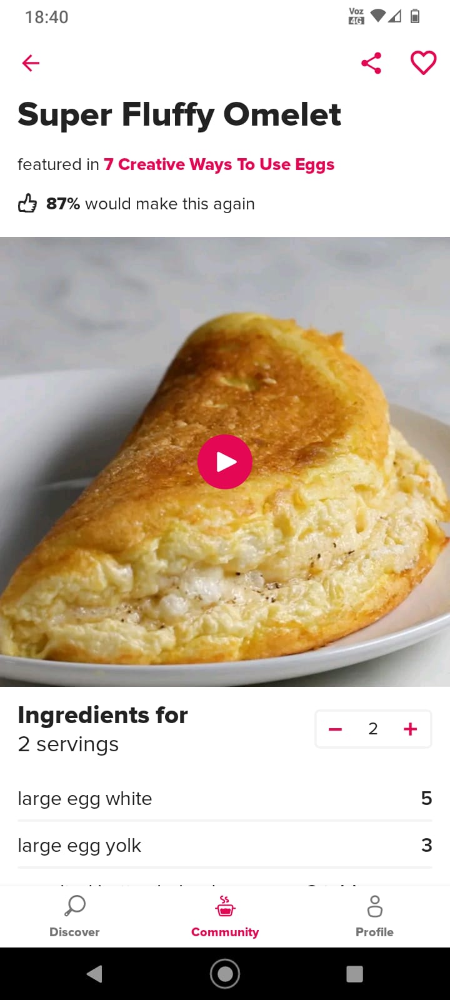 18:40
Voz
4G
Super Fluffy Omelet
featured in 7 Creative Ways To Use Eggs
87% would make this again
Ingredients for
2 servings
2
large egg white 5
large egg yolk 3
Discover
Community
Profile